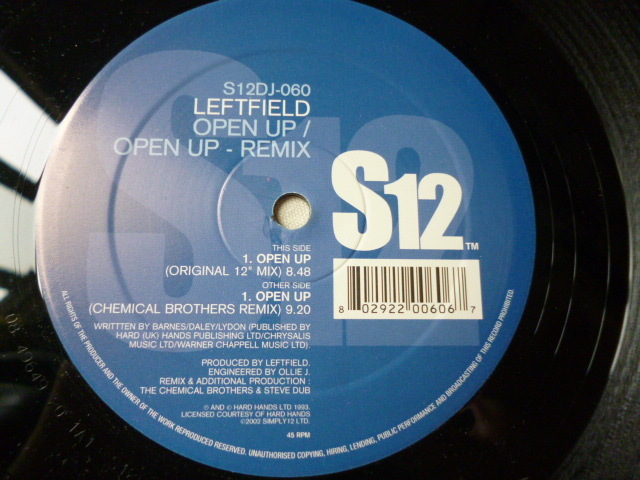 S12DJ-060
LEFTFIELD
OPEN UP /
OPEN UP - REMIX
S12
S12™
THIS SIDE
1. OPEN UP
(ORIGINAL 12" MIX) 8.48
OTHER SIDE
1. OPEN UP
(CHEMICAL BROTHERS REMIX) 9.20
8 02922 00606 7
WRITTTEN BY BARNES/DALEY/LYDON (PUBLISHED BY
HARD (UK) HANDS PUBLISHING LTD/CHRYSALIS
MUSIC LTD/WARNER CHAPPELL MUSIC LTD).
PRODUCED BY LEFTFIELD.
ENGINEERED BY OLLIE J.
REMIX & ADDITIONAL PRODUCTION :
THE CHEMICAL BROTHERS & STEVE DUB
℗ AND © HARD HANDS LTD 1993.
LICENSED COURTESY OF HARD HANDS
©2002 SIMPLY12 LTD.
45 RPM
ALL RIGHTS OF THE PRODUCER AND THE OWNER OF THE WORK REPRODUCED RESERVED. UNAUTHORISED COPYING, HIRING, LENDING, PUBLIC PERFORMANCE AND BROADCASTING OF THIS RECORD PROHIBITED.